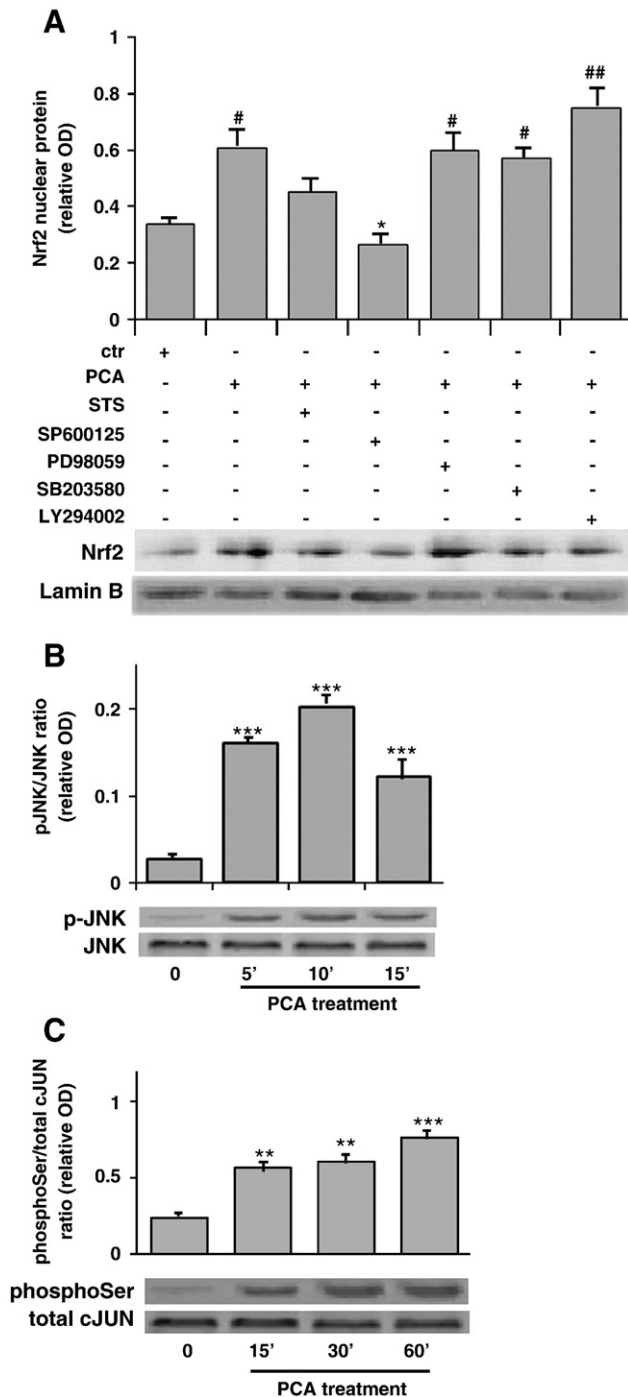 A
Nrf2 nuclear protein
(relative OD)
1
0.8
0.6
0.4
0.2
0
#
*
#
#
##
ctr + - - - - - -
PCA - + + + + + +
STS - - + - - - -
SP600125 - - - + - - -
PD98059 - - - - + - -
SB203580 - - - - - + -
LY294002 - - - - - - +
Nrf2
Lamin B
B
pJNK/JNK ratio
(relative OD)
0.2
0.1
0
***
***
***
p-JNK
JNK
0 5’ 10’ 15’
PCA treatment
C
phosphoSer/total cJUN
ratio (relative OD)
1
0.5
0
**
**
***
phosphoSer
total cJUN
0 15’ 30’ 60’
PCA treatment